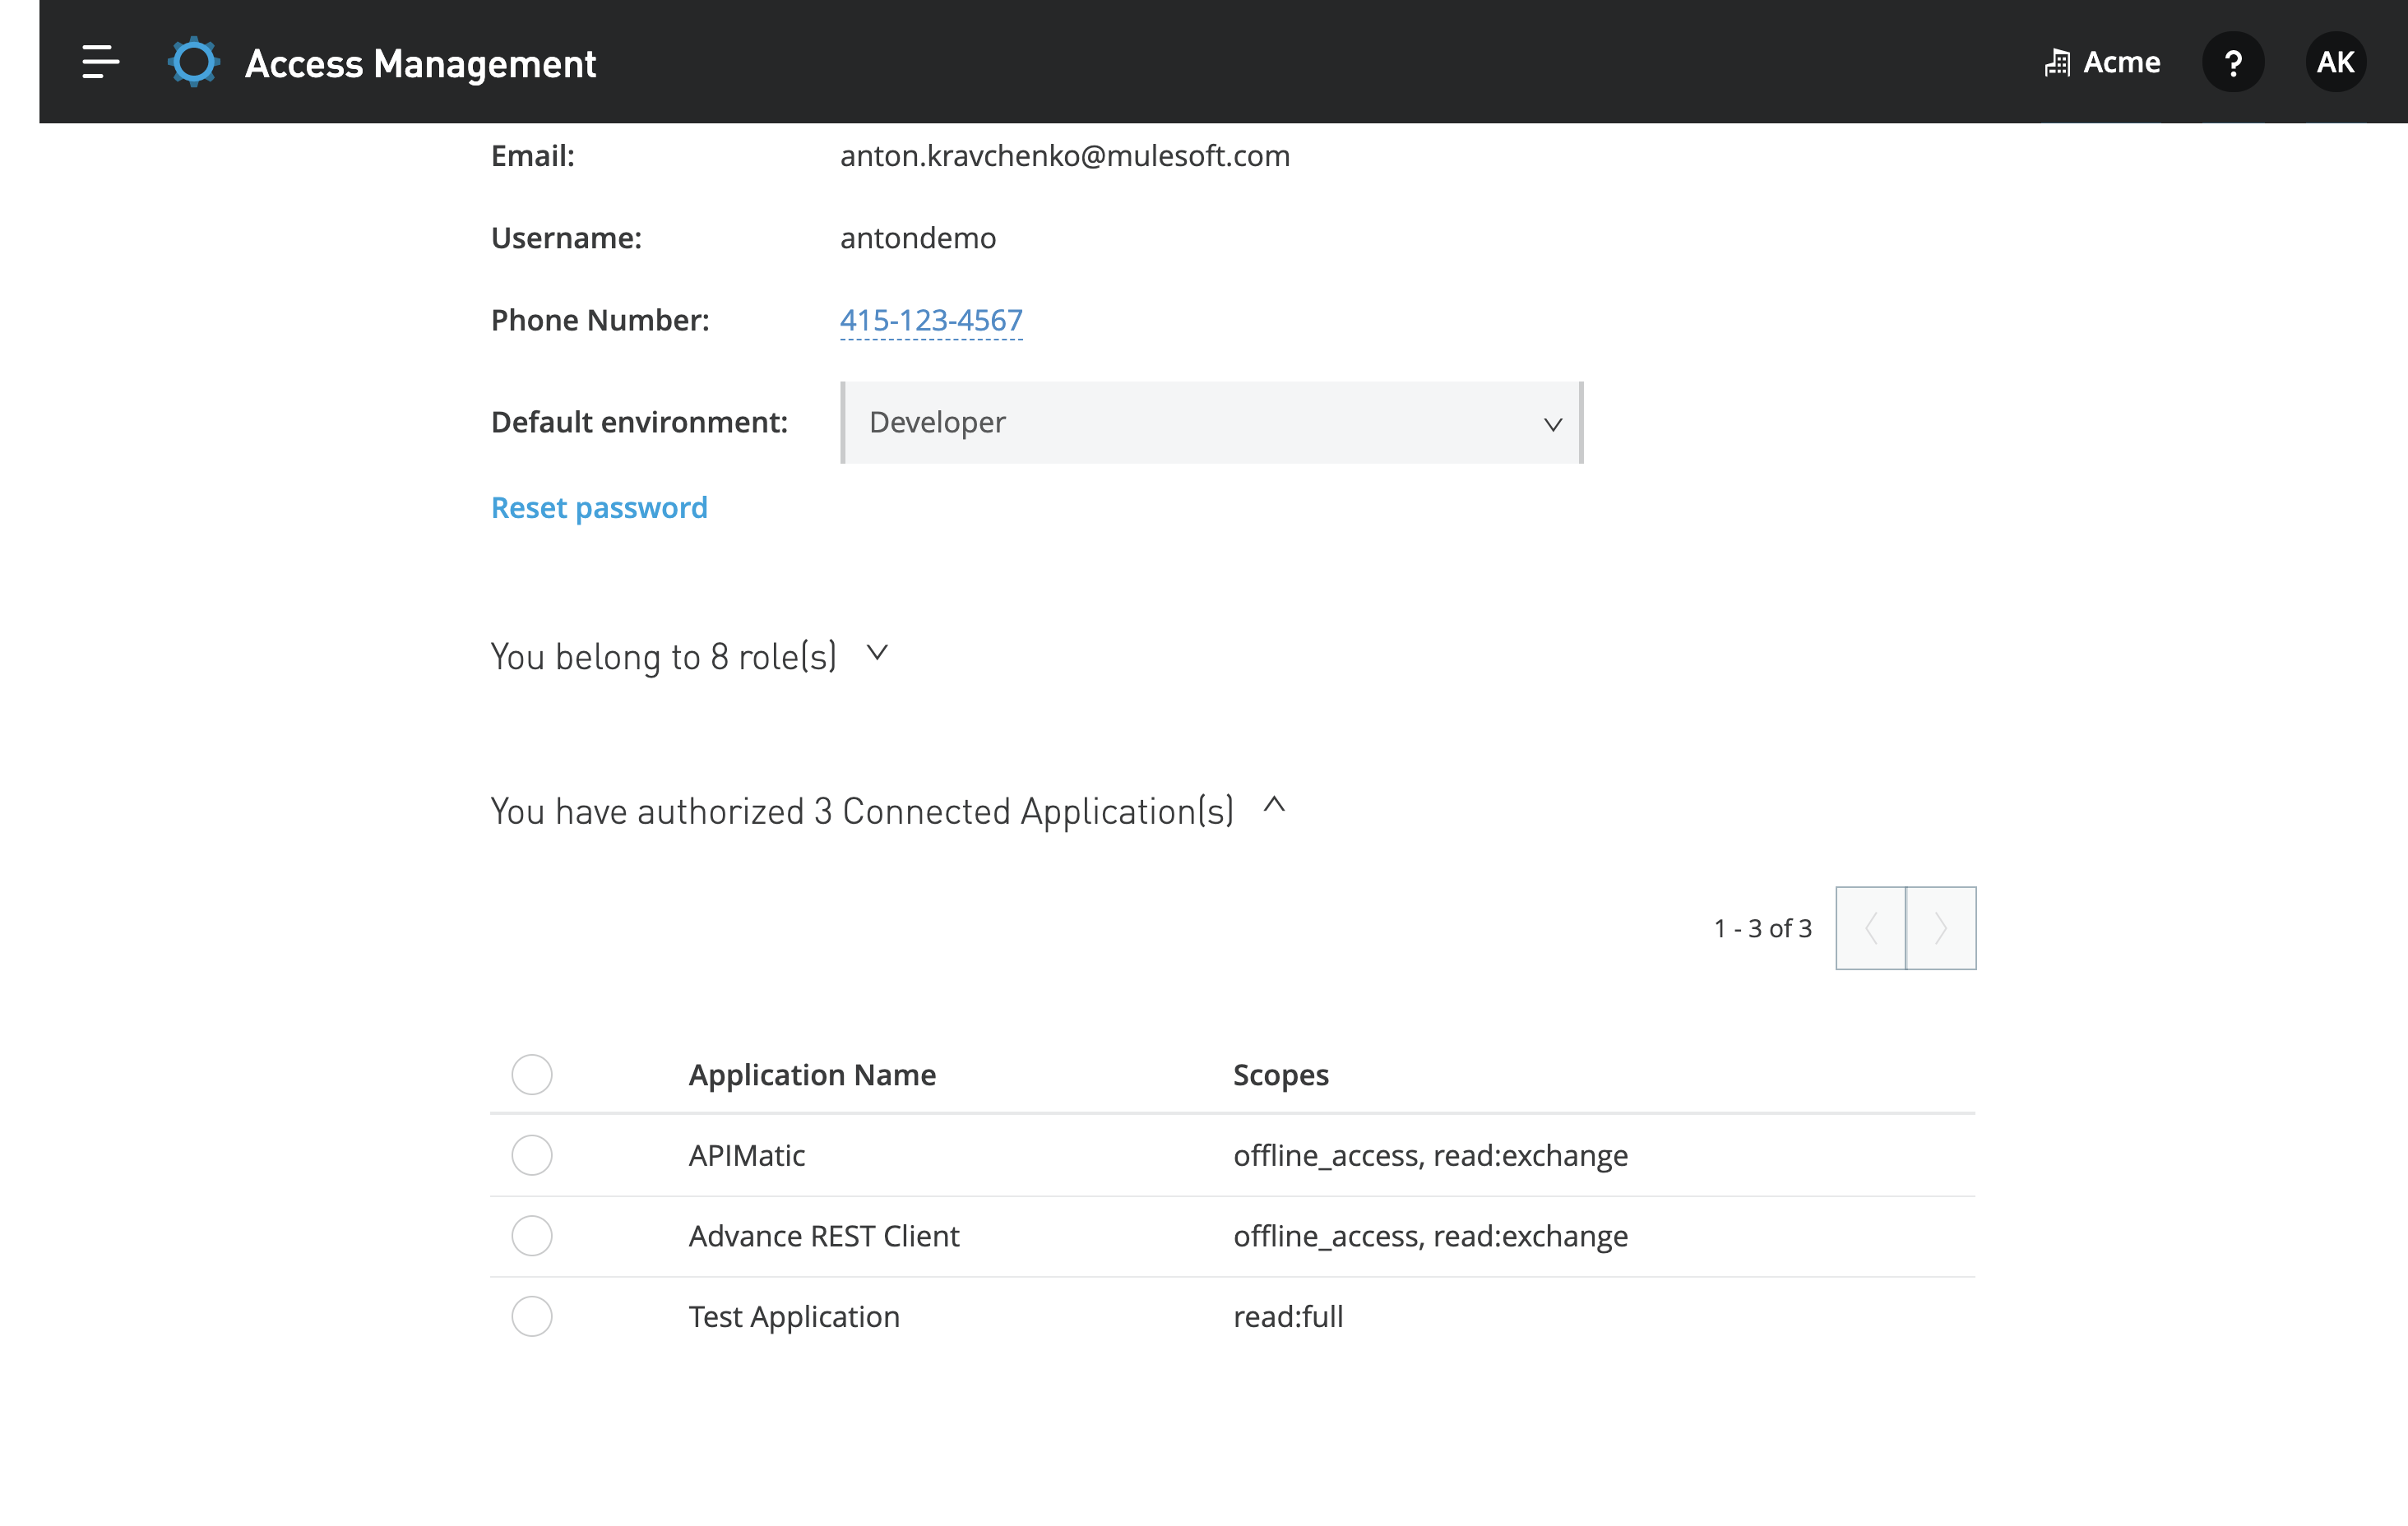 Access Management
Acme
?
AK
Email: anton.kravchenko@mulesoft.com
Username: antondemo
Phone Number: 415-123-4567
Default environment: Developer
Reset password
You belong to 8 role(s)
You have authorized 3 Connected Application(s)
1 - 3 of 3
Application Name Scopes
APIMatic offline_access, read:exchange
Advance REST Client offline_access, read:exchange
Test Application read:full